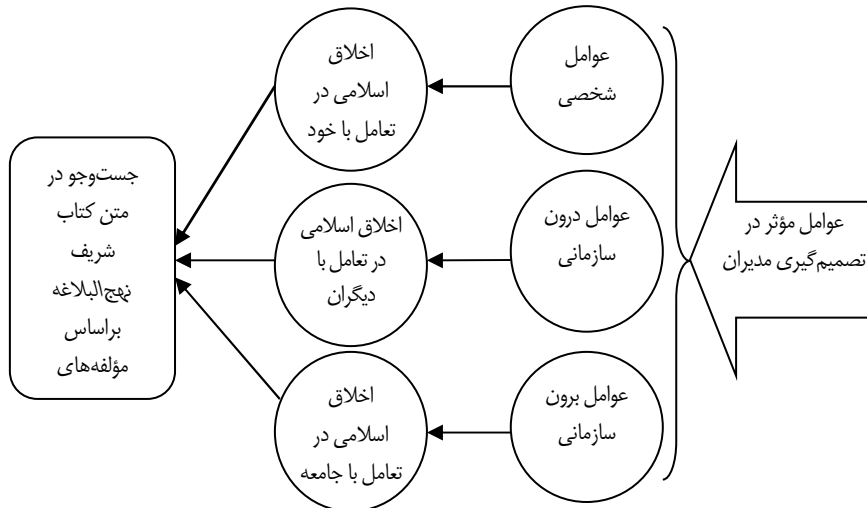 عوامل مؤثر در
تصمیم‌گیری مدیران
عوامل
شخصی
عوامل درون
سازمانی
عوامل برون
سازمانی
اخلاق
اسلامی در
تعامل با خود
اخلاق اسلامی
در تعامل با
دیگران
اخلاق
اسلامی در
تعامل با جامعه
جست‌وجو در
متن کتاب
شریف
نهج‌البلاغه
براساس
مؤلفه‌های